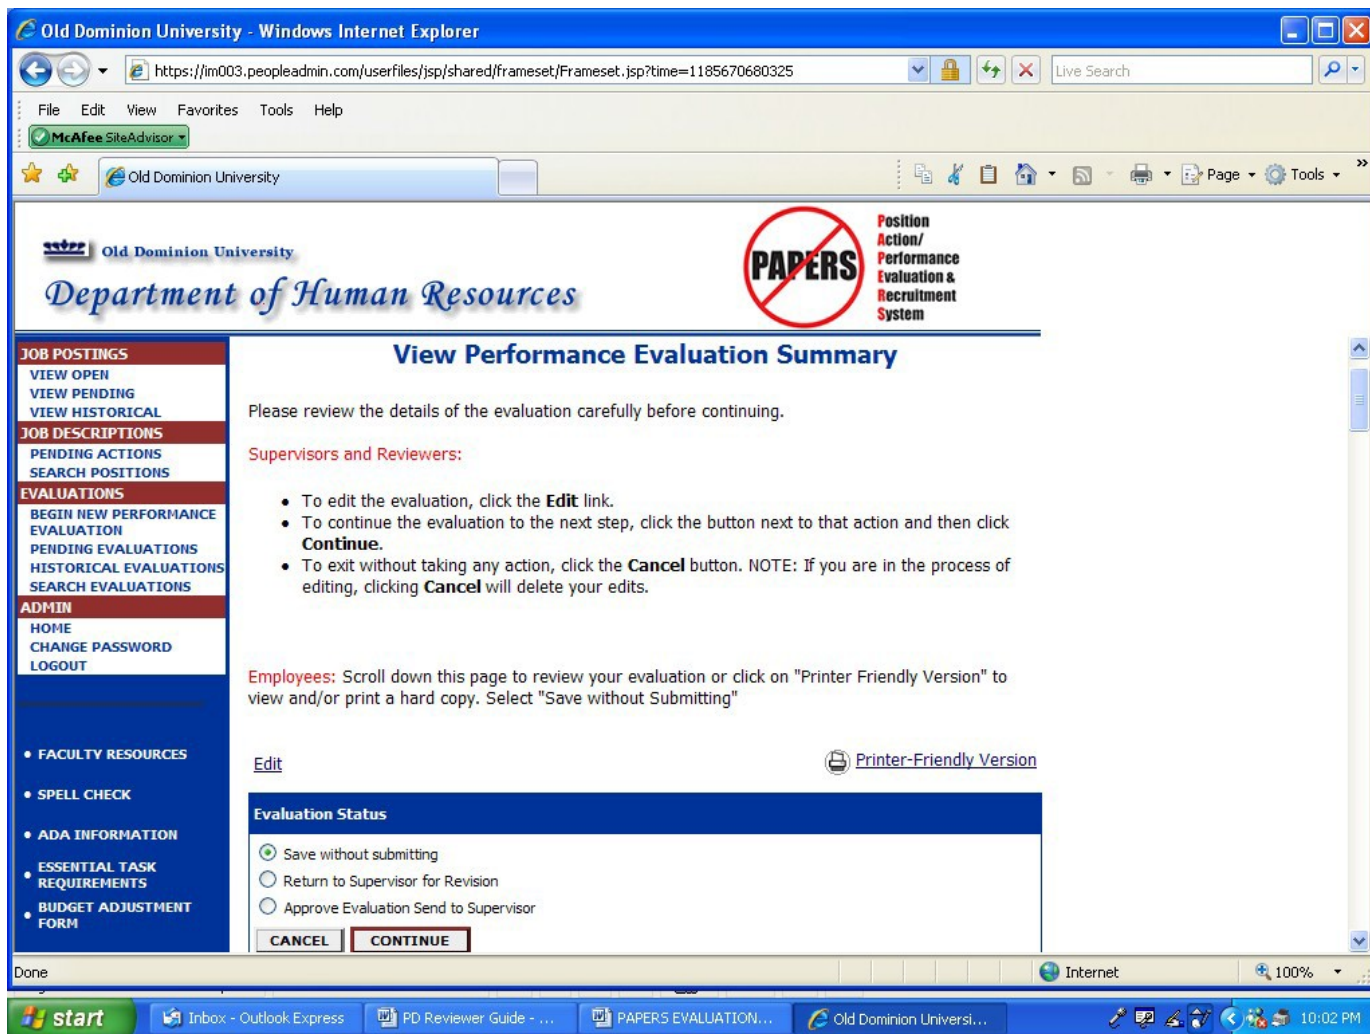 Old Dominion University - Windows Internet Explorer
https://im003.peopleadmin.com/userfiles/jsp/shared/frameset/Frameset.jsp?time=1185670680325
Live Search
File Edit View Favorites Tools Help
McAfee SiteAdvisor
Old Dominion University
Page Tools »
Old Dominion University
Department of Human Resources
PAPERS
Position
Action/
Performance
Evaluation &
Recruitment
System
JOB POSTINGS
VIEW OPEN
VIEW PENDING
VIEW HISTORICAL
JOB DESCRIPTIONS
PENDING ACTIONS
SEARCH POSITIONS
EVALUATIONS
BEGIN NEW PERFORMANCE
EVALUATION
PENDING EVALUATIONS
HISTORICAL EVALUATIONS
SEARCH EVALUATIONS
ADMIN
HOME
CHANGE PASSWORD
LOGOUT
• FACULTY RESOURCES
• SPELL CHECK
• ADA INFORMATION
• ESSENTIAL TASK
REQUIREMENTS
• BUDGET ADJUSTMENT
FORM
View Performance Evaluation Summary
Please review the details of the evaluation carefully before continuing.
Supervisors and Reviewers:
• To edit the evaluation, click the Edit link.
• To continue the evaluation to the next step, click the button next to that action and then click
Continue.
• To exit without taking any action, click the Cancel button. NOTE: If you are in the process of
editing, clicking Cancel will delete your edits.
Employees: Scroll down this page to review your evaluation or click on "Printer Friendly Version" to
view and/or print a hard copy. Select "Save without Submitting"
Edit
Printer-Friendly Version
Evaluation Status
Save without submitting
Return to Supervisor for Revision
Approve Evaluation Send to Supervisor
CANCEL CONTINUE
Done
Internet
100%
start
Inbox - Outlook Express
PD Reviewer Guide - ...
PAPERS EVALUATION...
Old Dominion Universi...
10:02 PM